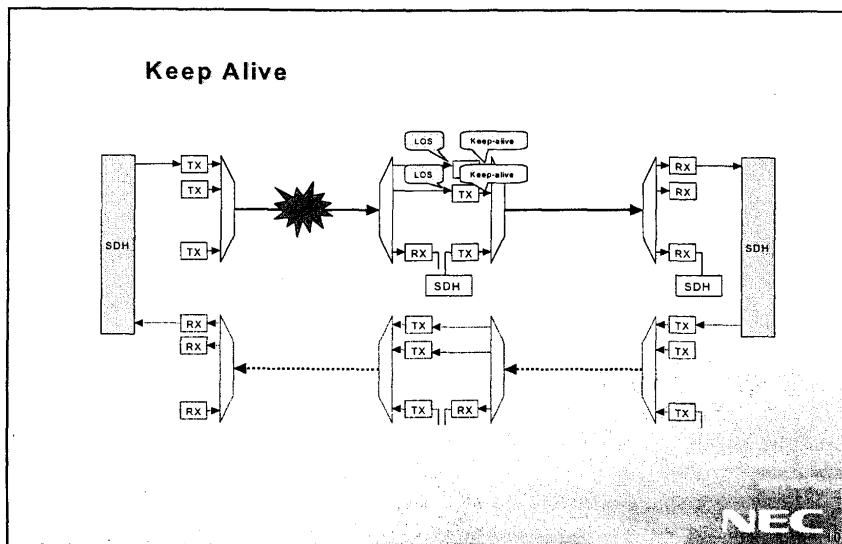 Keep Alive
LOS
Keep-alive
TX
RX
LOS
Keep-alive
TX
TX
RX
SDH
SDH
TX
RX
TX
RX
SDH
SDH
RX
TX
TX
RX
TX
TX
RX
TX
RX
TX
NEC